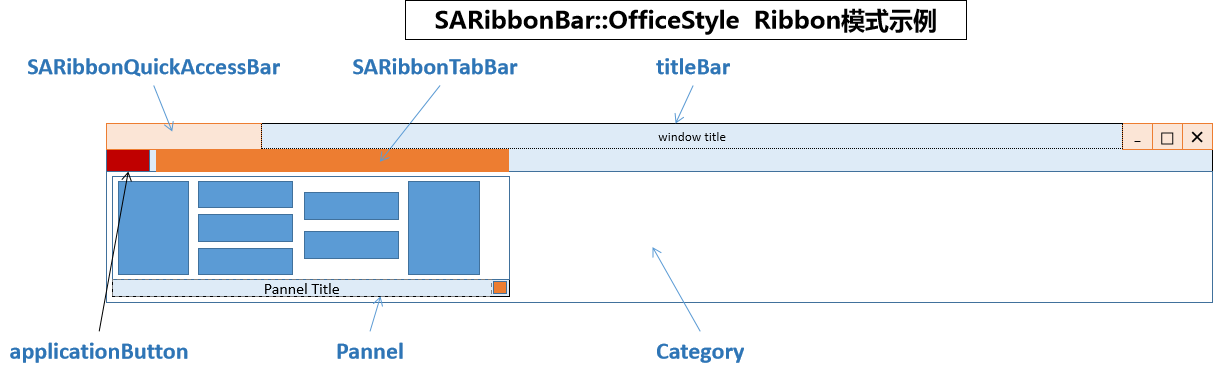 SARibbonBar::OfficeStyle Ribbon模式示例
SARibbonQuickAccessBar
SARibbonTabBar
titleBar
window title
Pannel Title
applicationButton
Pannel
Category